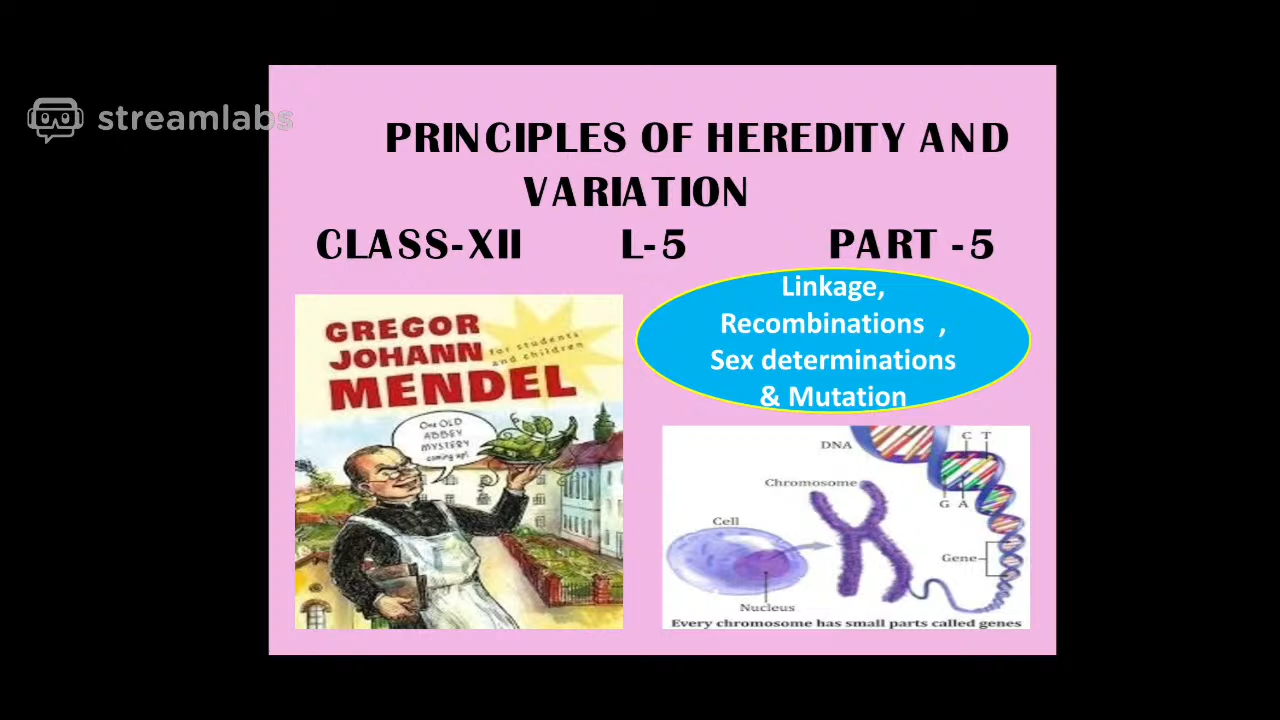 streamlabs
PRINCIPLES OF HEREDITY AND
VARIATION
CLASS-XII L-5 PART -5
Linkage,
Recombinations ,
Sex determinations
& Mutation
GREGOR
JOHANN
for students
and children
MENDEL
ONE OLD
ABBEY
MYSTERY
coming up!
DNA
C T
Chromosome
G A
Cell
Gene
Nucleus
Every chromosome has small parts called genes